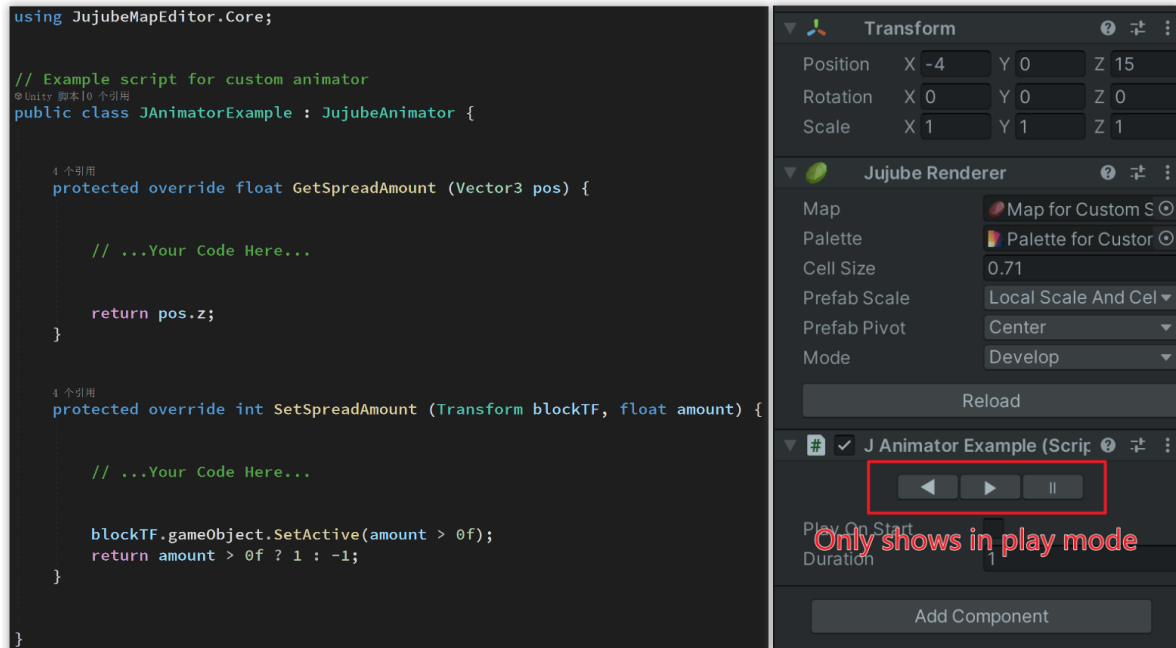 using JujubeMapEditor.Core;
// Example script for custom animator
Unity 脚本|0 个引用
public class JAnimatorExample : JujubeAnimator {
4 个引用
protected override float GetSpreadAmount (Vector3 pos) {
// ...Your Code Here...
return pos.z;
}
4 个引用
protected override int SetSpreadAmount (Transform blockTF, float amount) {
// ...Your Code Here...
blockTF.gameObject.SetActive(amount > 0f);
return amount > 0f ? 1 : -1;
}
}
Transform
Position X -4 Y 0 Z 15
Rotation X 0 Y 0 Z 0
Scale X 1 Y 1 Z 1
Jujube Renderer
Map Map for Custom S
Palette Palette for Custor
Cell Size 0.71
Prefab Scale Local Scale And Cel
Prefab Pivot Center
Mode Develop
Reload
# J Animator Example (Scrip
Play On Start
Only shows in play mode
Duration 1
Add Component